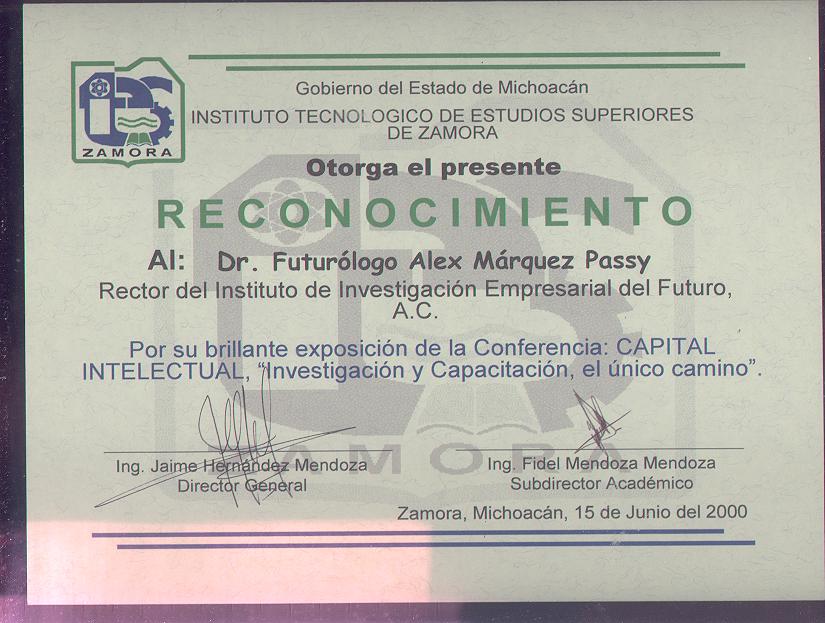 ZAMORA
Gobierno del Estado de Michoacán
INSTITUTO TECNOLOGICO DE ESTUDIOS SUPERIORES
DE ZAMORA
Otorga el presente
RECONOCIMIENTO
Al: Dr. Futurólogo Alex Márquez Passy
Rector del Instituto de Investigación Empresarial del Futuro,
A.C.
Por su brillante exposición de la Conferencia: CAPITAL
INTELECTUAL, “Investigación y Capacitación, el único camino”.
ZAMORA
Ing. Jaime Hernández Mendoza
Director General
Ing. Fidel Mendoza Mendoza
Subdirector Académico
Zamora, Michoacán, 15 de Junio del 2000